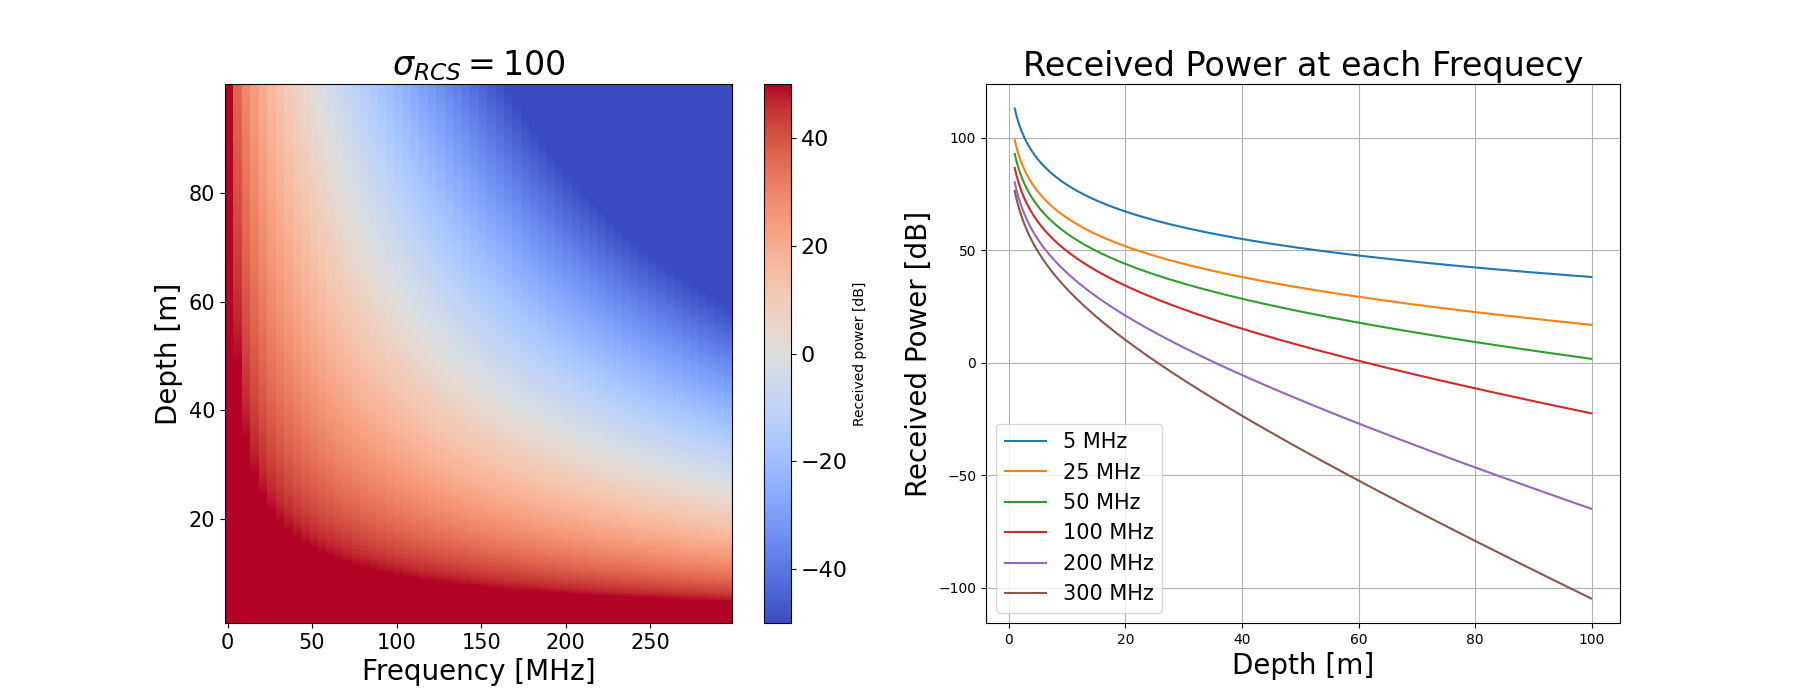 σRCS = 100
80
60
40
20
Depth [m]
0 50 100 150 200 250
Frequency [MHz]
40
20
0
−20
−40
Received power [dB]
Received Power at each Frequecy
100
50
0
−50
−100
Received Power [dB]
5 MHz
25 MHz
50 MHz
100 MHz
200 MHz
300 MHz
0 20 40 60 80 100
Depth [m]